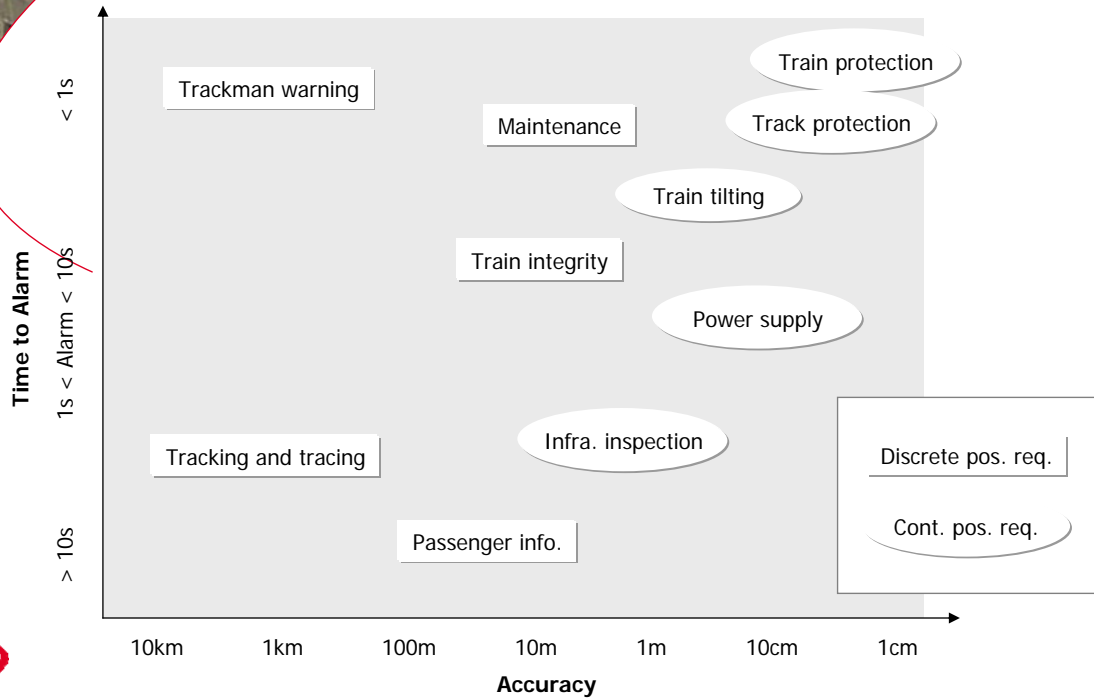 Train protection
Trackman warning
Maintenance
Track protection
Train tilting
Train integrity
Power supply
Infra. inspection
Tracking and tracing
Passenger info.
Discrete pos. req.
Cont. pos. req.
Time to Alarm
< 1s
1s < Alarm < 10s
> 10s
10km 1km 100m 10m 1m 10cm 1cm
Accuracy